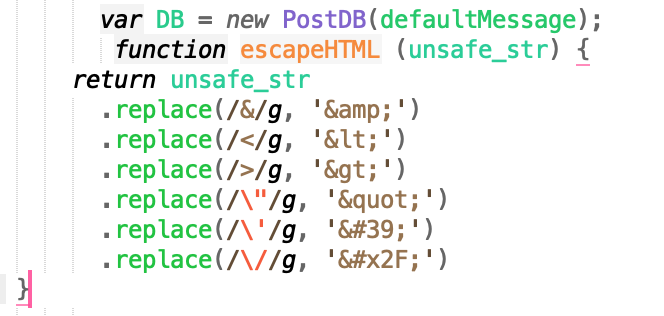 var DB = new PostDB(defaultMessage);
function escapeHTML (unsafe_str) {
return unsafe_str
.replace(/&/g, '&amp;')
.replace(/</g, '&lt;')
.replace(/>/g, '&gt;')
.replace(/\"/g, '&quot;')
.replace(/\'/g, '&#39;')
.replace(/\//g, '&#x2F;')
}